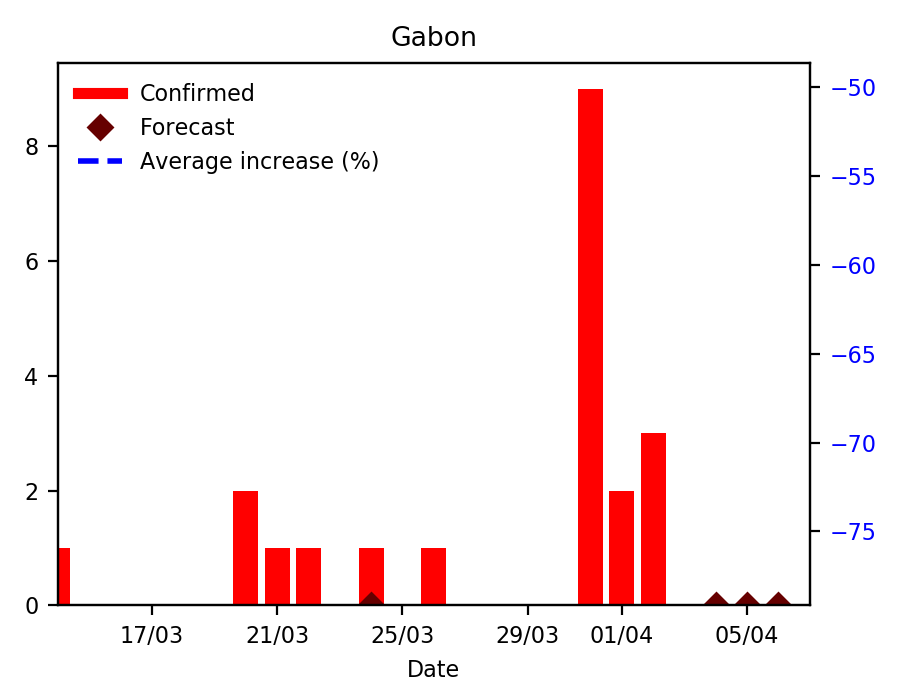 Gabon
Confirmed
Forecast
Average increase (%)
8
6
4
2
0
−50
−55
−60
−65
−70
−75
17/03 21/03 25/03 29/03 01/04 05/04
Date